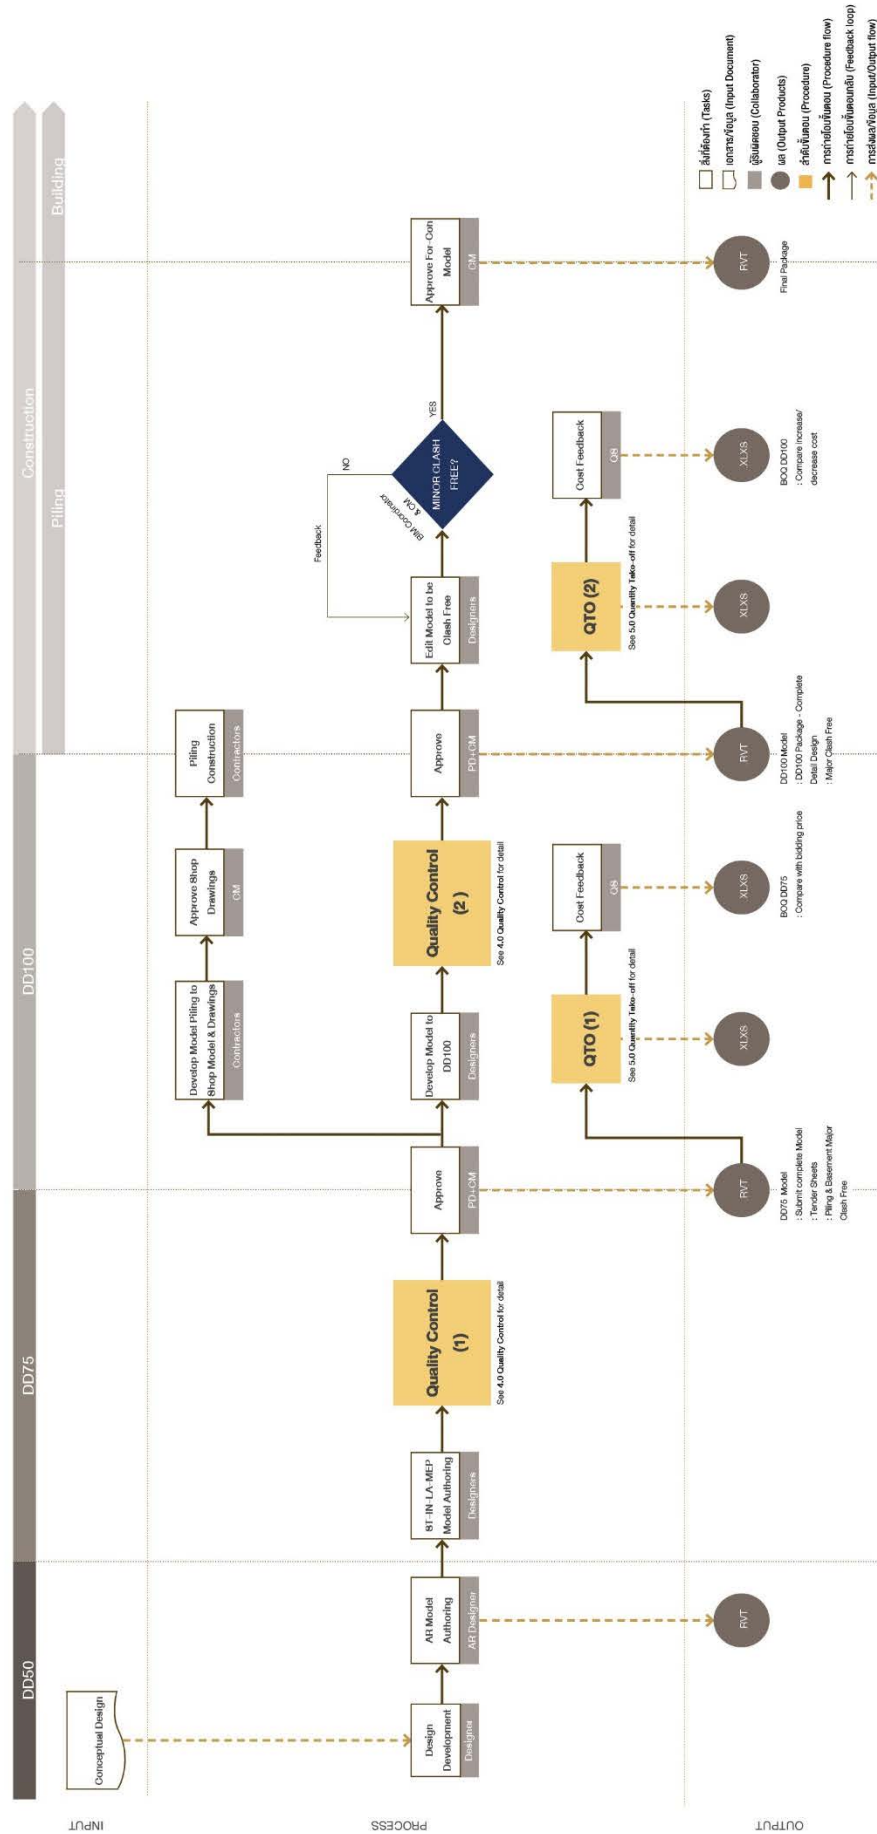 DD50
DD75
DD100
Construction
Piling
Building
INPUT
Conceptual Design
PROCESS
Develop Model Piling to
Shop Model & Drawings
Contractors
Approve Shop
Drawings
CM
Piling
Construction
Contractors
Design
Development
Designer
AR Model
Authoring
AR Designer
ST-IN-LA-MEP
Model Authoring
Designers
Quality Control
(1)
See 4.0 Quality Control for detail
Approve
PD+CM
Develop Model to
DD100
Designers
Quality Control
(2 )
See 4.0 Quality Control for detail
Approve
PD+CM
Edit Model to be
Clash Free
Designers
Feedback
NO
BIM Coordinator
& CM
MINOR CLASH
FREE?
YES
Approve For-Con
Model
CM
QTO (1)
See 5.0 Quantity Take-off for detail
Cost Feedback
QS
QTO (2)
See 5.0 Quantity Take-off for detail
Cost Feedback
QS
OUTPUT
RVT
RVT
DD75 Model
: Submit complete Model
: Tender Sheets
: Piling & Basement Major
Clash Free
XLXS
XLXS
BOQ DD75
: Compare with bidding price
RVT
DD100 Model
: DD100 Package - Complete
Detail Design
: Major Clash Free
XLXS
XLXS
BOQ DD100
: Compare increase/
decrease cost
RVT
Final Package
สิ่งที่ต้องทำ (Tasks)
เอกสาร/ข้อมูล (Input Document)
ผู้รับผิดชอบ (Collaborator)
ผล (Output Products)
ลำดับขั้นตอน (Procedure)
การถ่ายโอนขั้นตอน (Procedure flow)
การถ่ายโอนขั้นตอนกลับ (Feedback loop)
การส่งผล/ข้อมูล (Input/Output flow)